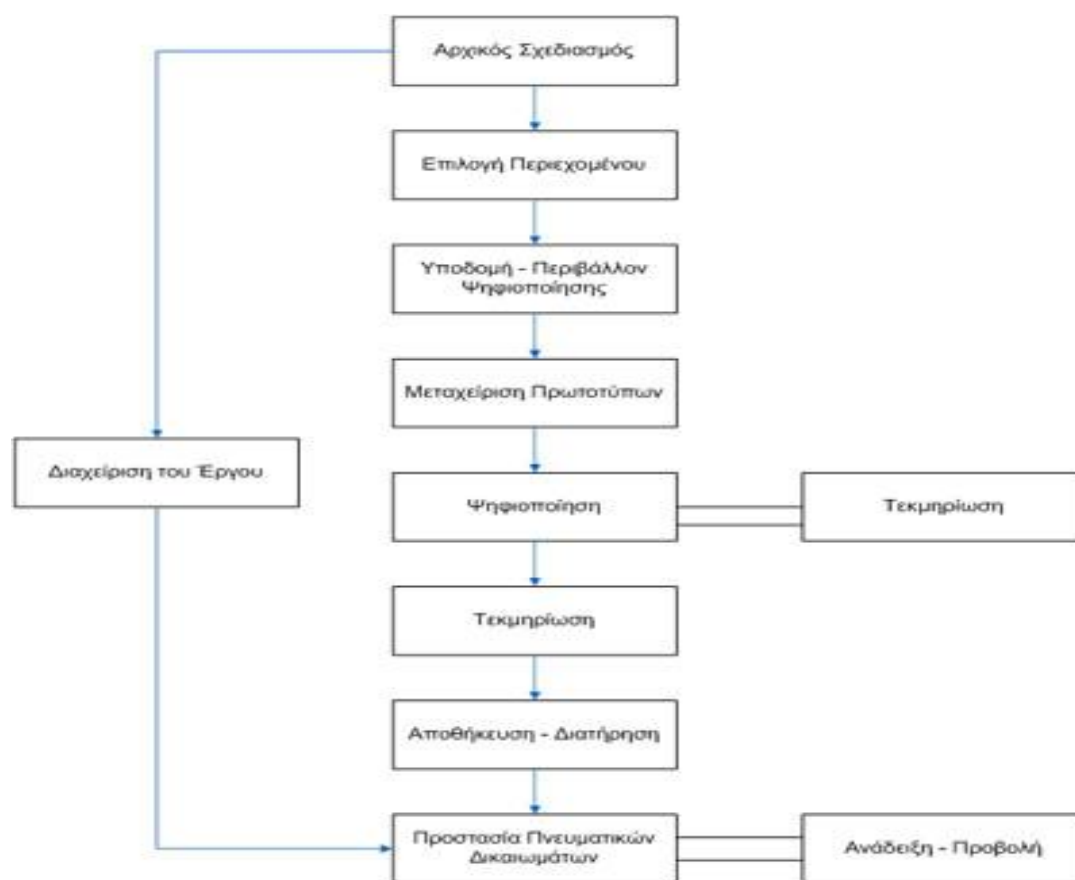 Αρχικός Σχεδιασμός
Επιλογή Περιεχομένου
Υποδομή - Περιβάλλον
Ψηφιοποίησης
Μεταχείριση Πρωτοτύπων
Διαχείριση του Έργου
Ψηφιοποίηση
Τεκμηρίωση
Τεκμηρίωση
Αποθήκευση - Διατήρηση
Προστασία Πνευματικών
Δικαιωμάτων
Ανάδειξη - Προβολή